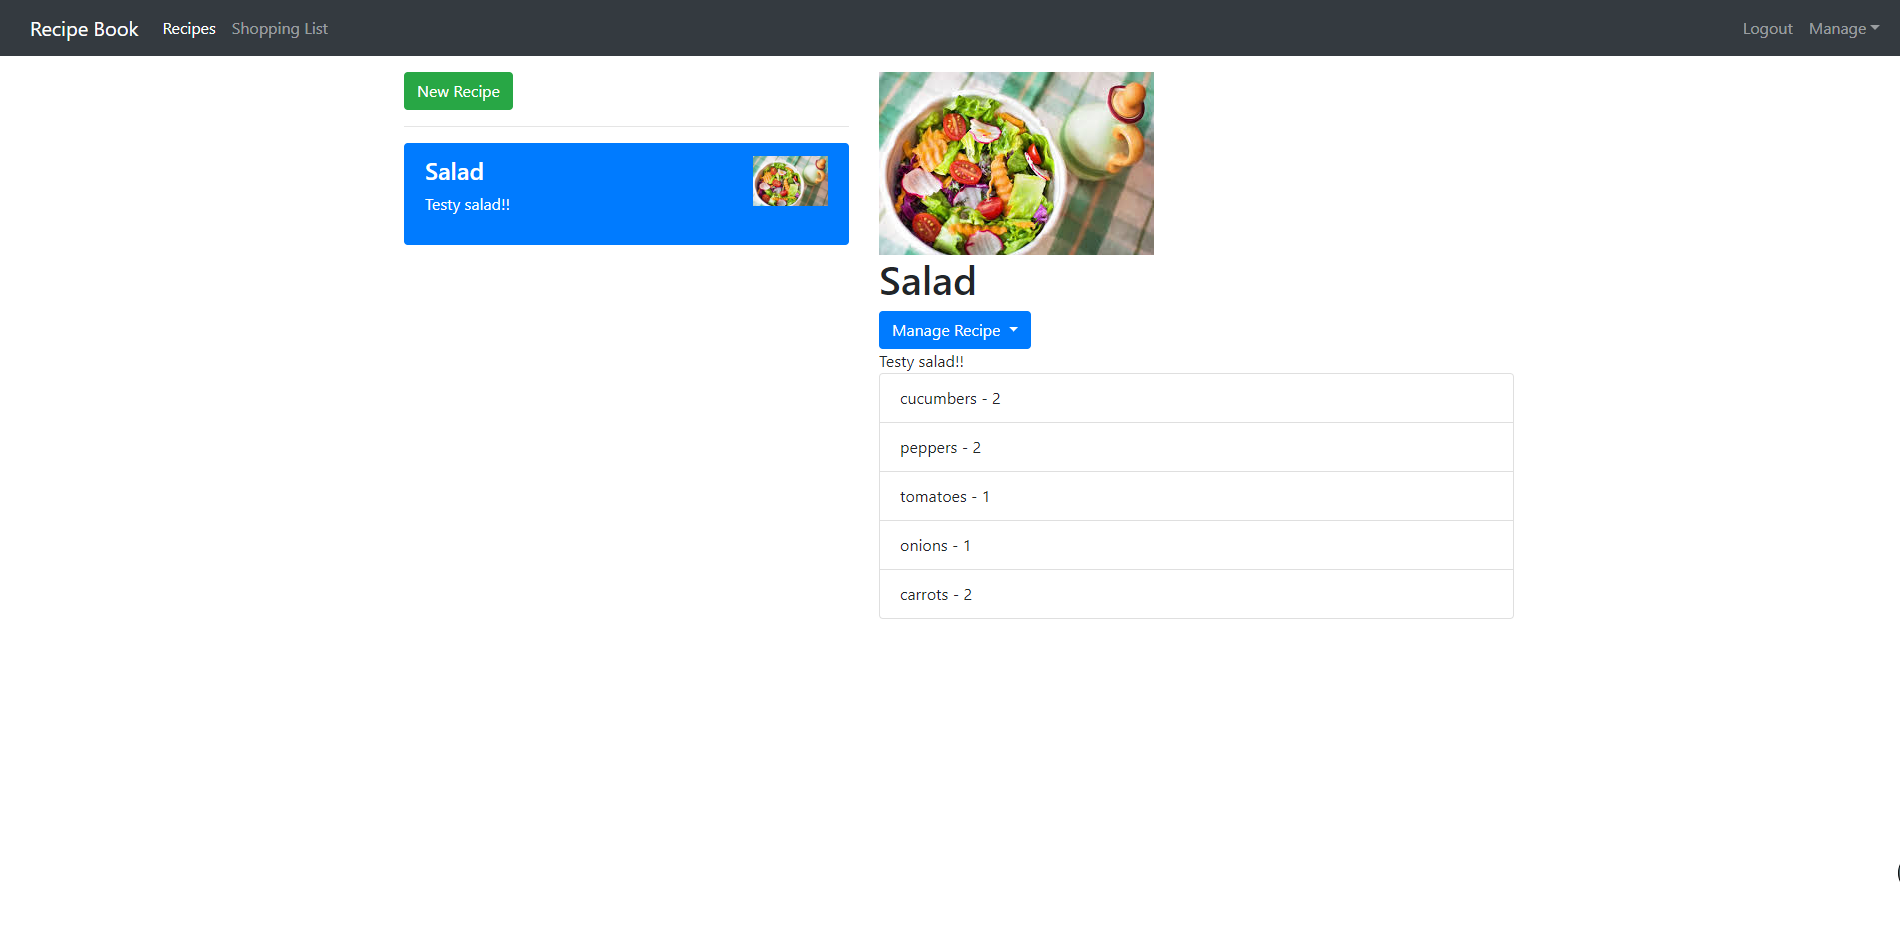 Recipe Book Recipes Shopping List Logout Manage
New Recipe
Salad
Testy salad!!
Salad
Manage Recipe
Testy salad!!
cucumbers - 2
peppers - 2
tomatoes - 1
onions - 1
carrots - 2